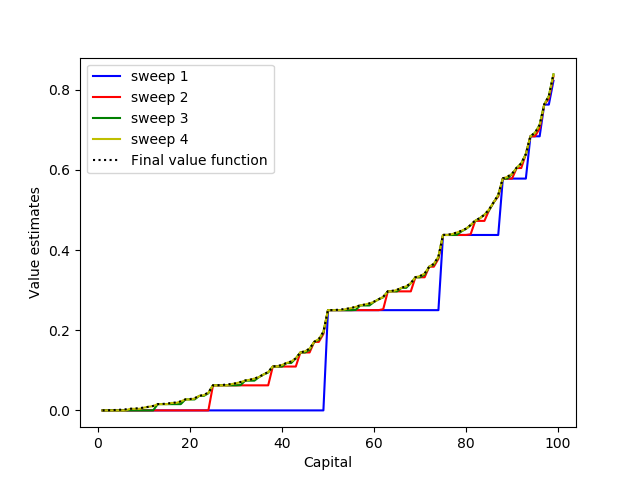 sweep 1
sweep 2
sweep 3
sweep 4
Final value function
Value estimates
0.8
0.6
0.4
0.2
0.0
0 20 40 60 80 100
Capital